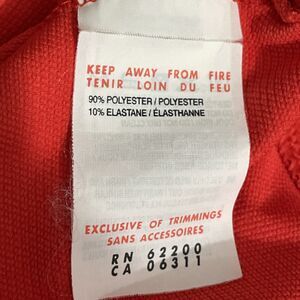 KEEP AWAY FROM FIRE
TENIR LOIN DU FEU
90% POLYESTER / POLYESTER
10% ELASTANE / ÉLASTHANNE
EXCLUSIVE OF TRIMMINGS
SANS ACCESSOIRES
RN 62200
CA 06311